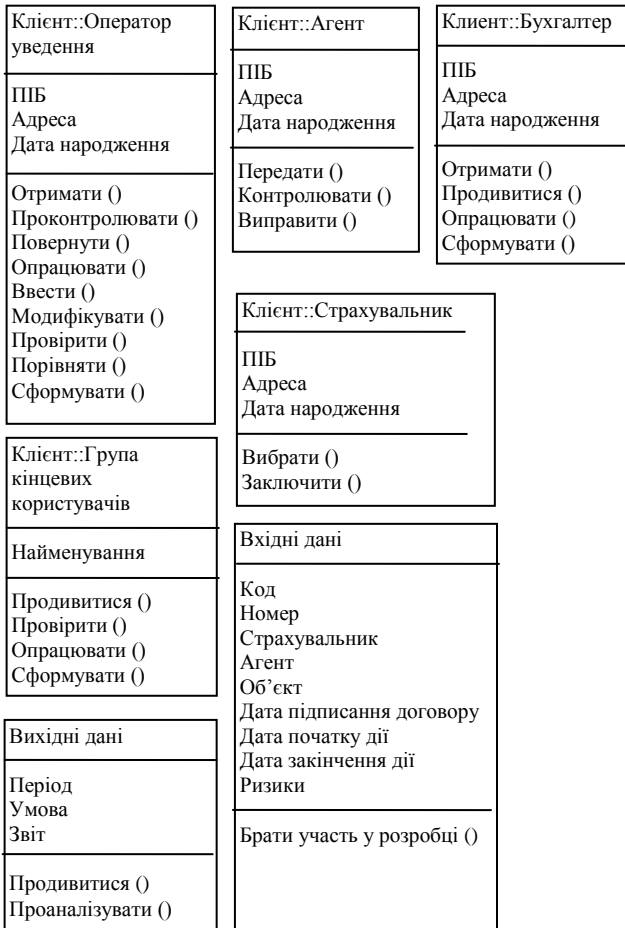 Клієнт::Оператор
уведення
ПІБ
Адреса
Дата народження
Отримати ()
Проконтролювати ()
Повернути ()
Опрацювати ()
Ввести ()
Модифікувати ()
Провірити ()
Порівняти ()
Сформувати ()
Клієнт::Агент
ПІБ
Адреса
Дата народження
Передати ()
Контролювати ()
Виправити ()
Клиент::Бухгалтер
ПІБ
Адреса
Дата народження
Отримати ()
Продивитися ()
Опрацювати ()
Сформувати ()
Клієнт::Страхувальник
ПІБ
Адреса
Дата народження
Вибрати ()
Заключити ()
Клієнт::Група
кінцевих
користувачів
Найменування
Продивитися ()
Провірити ()
Опрацювати ()
Сформувати ()
Вхідні дані
Код
Номер
Страхувальник
Агент
Об’єкт
Дата підписання договору
Дата початку дії
Дата закінчення дії
Ризики
Брати участь у розробці ()
Вихідні дані
Період
Умова
Звіт
Продивитися ()
Проаналізувати ()